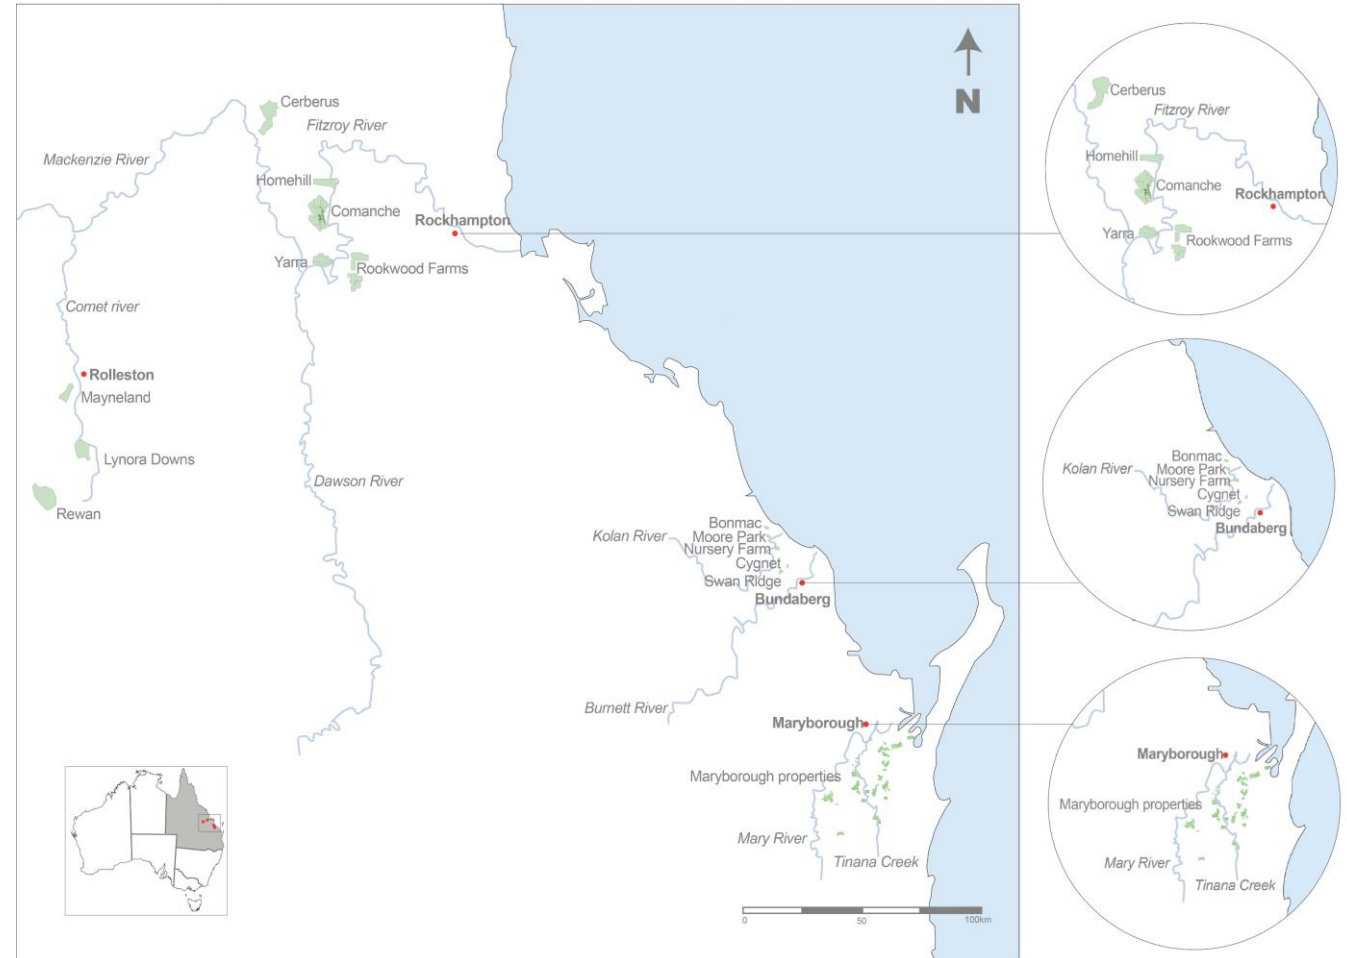 N
Cerberus
Fitzroy River
Mackenzie River
Homehill
Comanche
Rockhampton
Yarra
Rookwood Farms
Comet river
Rolleston
Mayneland
Lynora Downs
Rewan
Dawson River
Kolan River
Bonmac
Moore Park
Nursery Farm
Cygnet
Swan Ridge
Bundaberg
Burnett River
Maryborough
Maryborough properties
Mary River
Tinana Creek
0 50 100km
Cerberus
Fitzroy River
Homehill
Comanche
Rockhampton
Yarra
Rookwood Farms
Bonmac
Kolan River
Moore Park
Nursery Farm
Cygnet
Swan Ridge
Bundaberg
Maryborough
Maryborough properties
Mary River
Tinana Creek